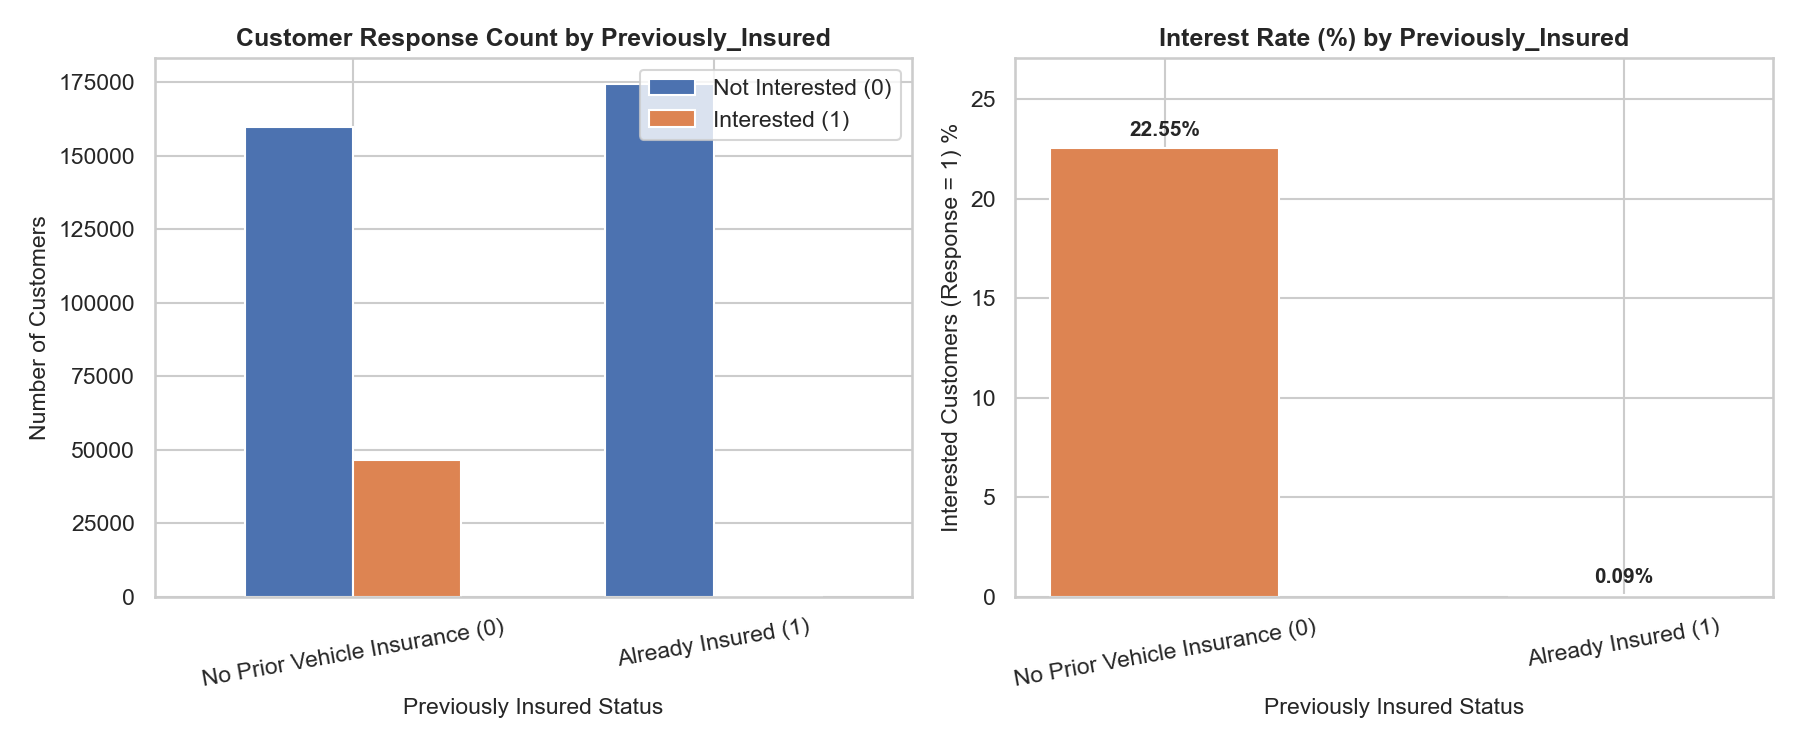 Customer Response Count by Previously_Insured
Number of Customers
175000
150000
125000
100000
75000
50000
25000
0
Not Interested (0)
Interested (1)
No Prior Vehicle Insurance (0)
Already Insured (1)
Previously Insured Status
Interest Rate (%) by Previously_Insured
Interested Customers (Response = 1) %
25
20
15
10
5
0
22.55%
0.09%
No Prior Vehicle Insurance (0)
Already Insured (1)
Previously Insured Status